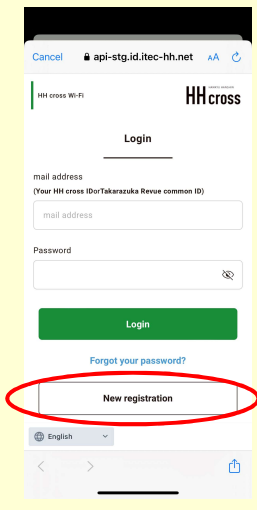 Cancel api-stg.id.itec-hh.net AA
HH cross Wi-Fi
HH cross
Login
mail address
(Your HH cross IDorTakarazuka Revue common ID)
mail address
Password
Login
Forgot your password?
New registration
English